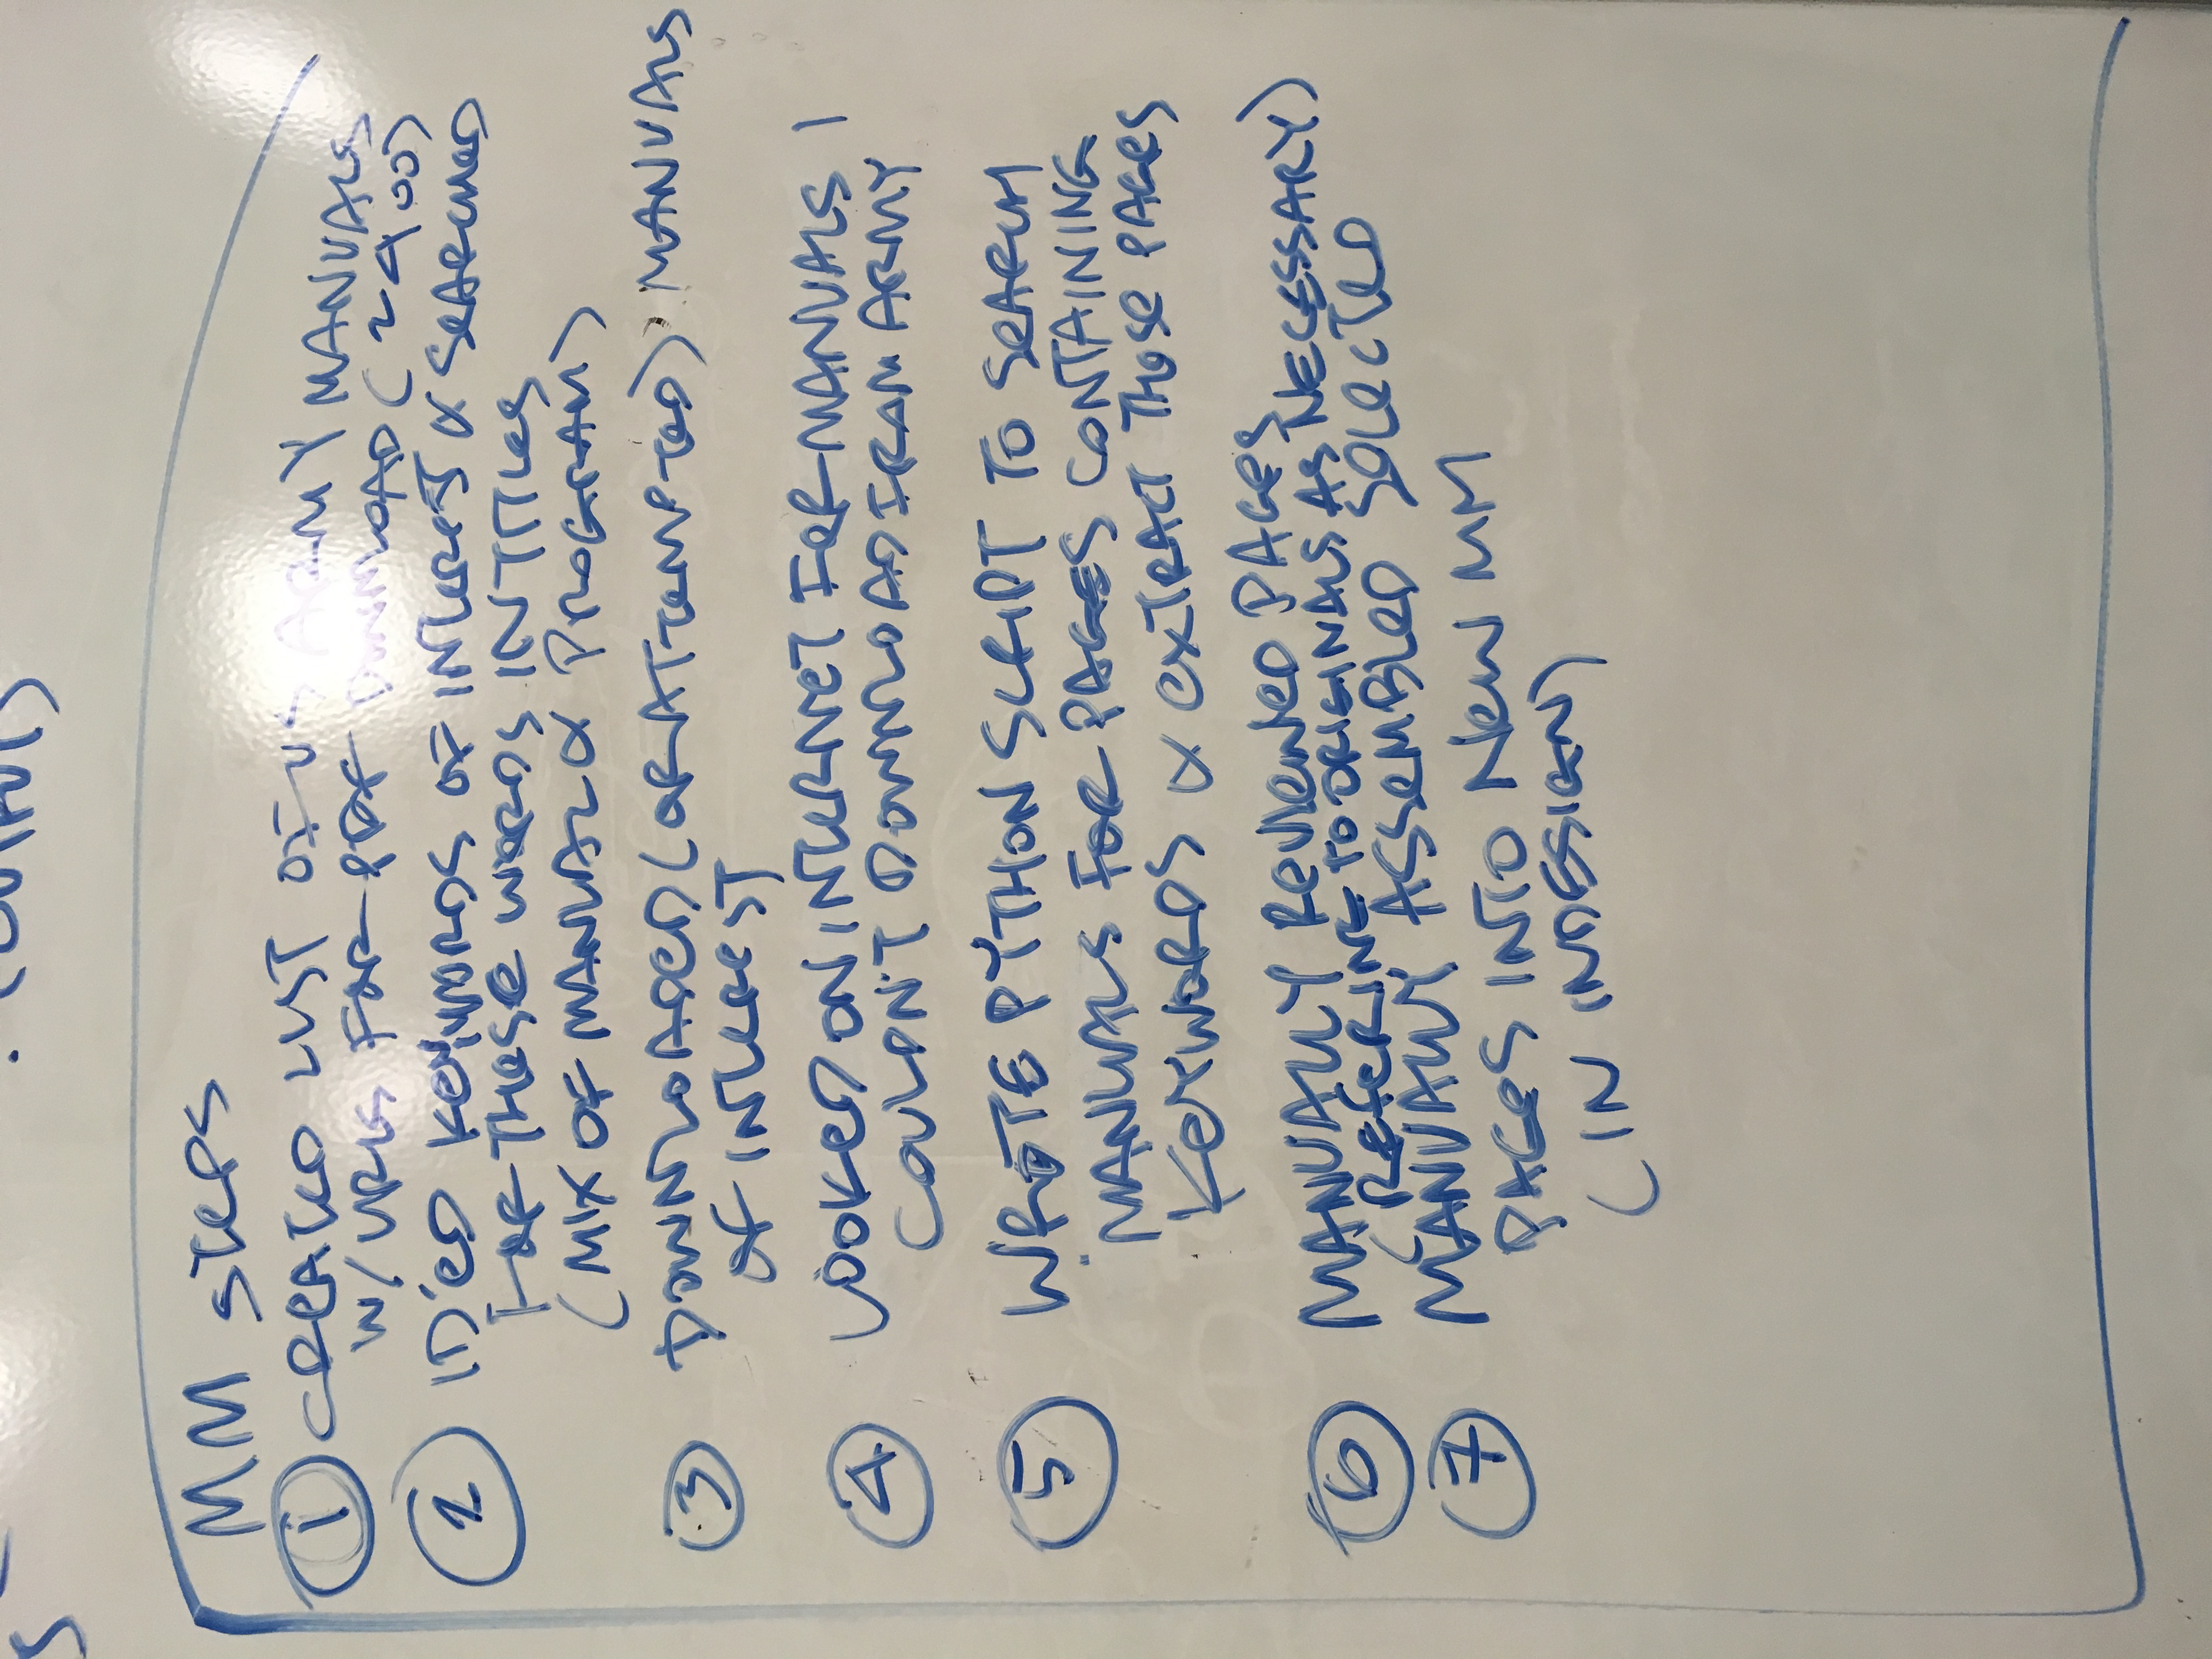 (OUTPUT)
MM STEPS
1 CREATED LIST OF US ARMY MANUALS
W/ URLS FOR PDF DOWNLOAD (~400)
2 ID'ED KEYWORDS OF INTEREST & SEARCHED
FOR THOSE WORDS IN TITLES
(MIX OF MANUAL & PROGRAM)
3 DOWNLOADED (OR ATTEMPTED) MANUALS
OF INTEREST
4 LOOKED ON INTERNET FOR MANUALS I
COULDN'T DOWNLOAD FROM ARMY
5 WROTE PYTHON SCRIPT TO SEARCH
MANUALS FOR PAGES CONTAINING
KEYWORDS & EXTRACT THOSE PAGES
6 MANUALLY REVIEWED PAGES
(REFERING TO ORIGINALS AS NECESSARY)
7 MANUALLY ASSEMBLED SELECTED
PAGES INTO NEW MM
(IN INDESIGN)